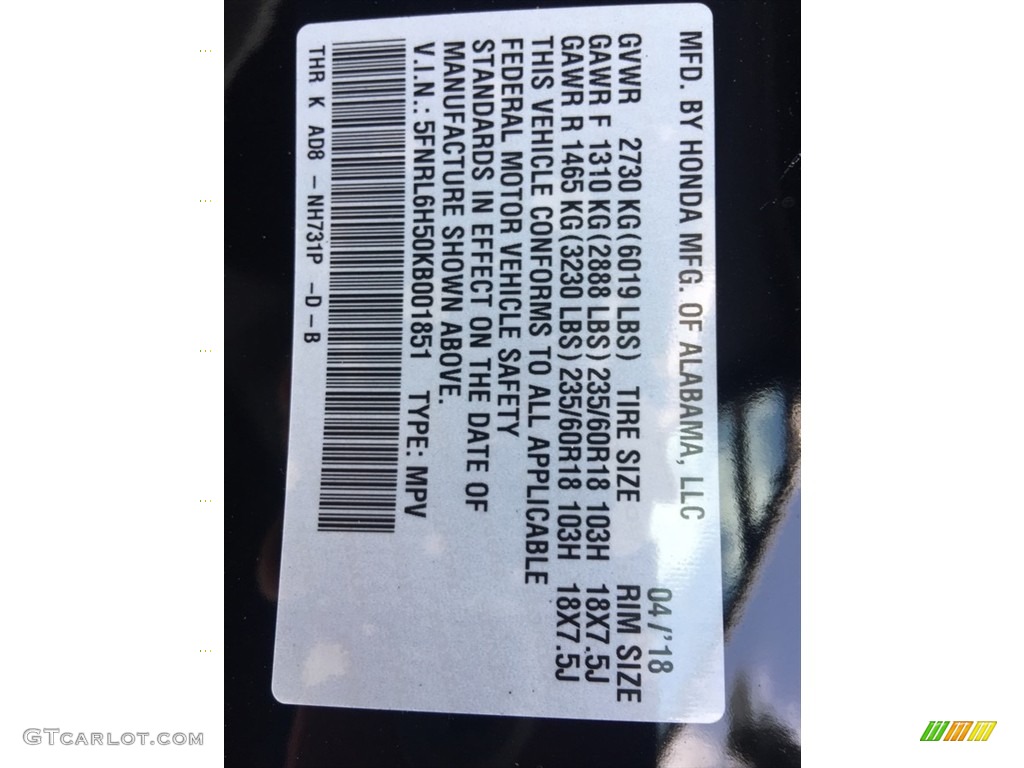 MFD. BY HONDA MFG. OF ALABAMA, LLC
04/'18
GVWR 2730 KG(6019 LBS) TIRE SIZE RIM SIZE
GAWR F 1310 KG(2888 LBS) 235/60R18 103H 18X7.5J
GAWR R 1465 KG(3230 LBS) 235/60R18 103H 18X7.5J
THIS VEHICLE CONFORMS TO ALL APPLICABLE
FEDERAL MOTOR VEHICLE SAFETY
STANDARDS IN EFFECT ON THE DATE OF
MANUFACTURE SHOWN ABOVE.
V.I.N.: 5FNRL6H50KB001851 TYPE: MPV
THR K AD8 - NH731P -D-B
GTCarlot.com